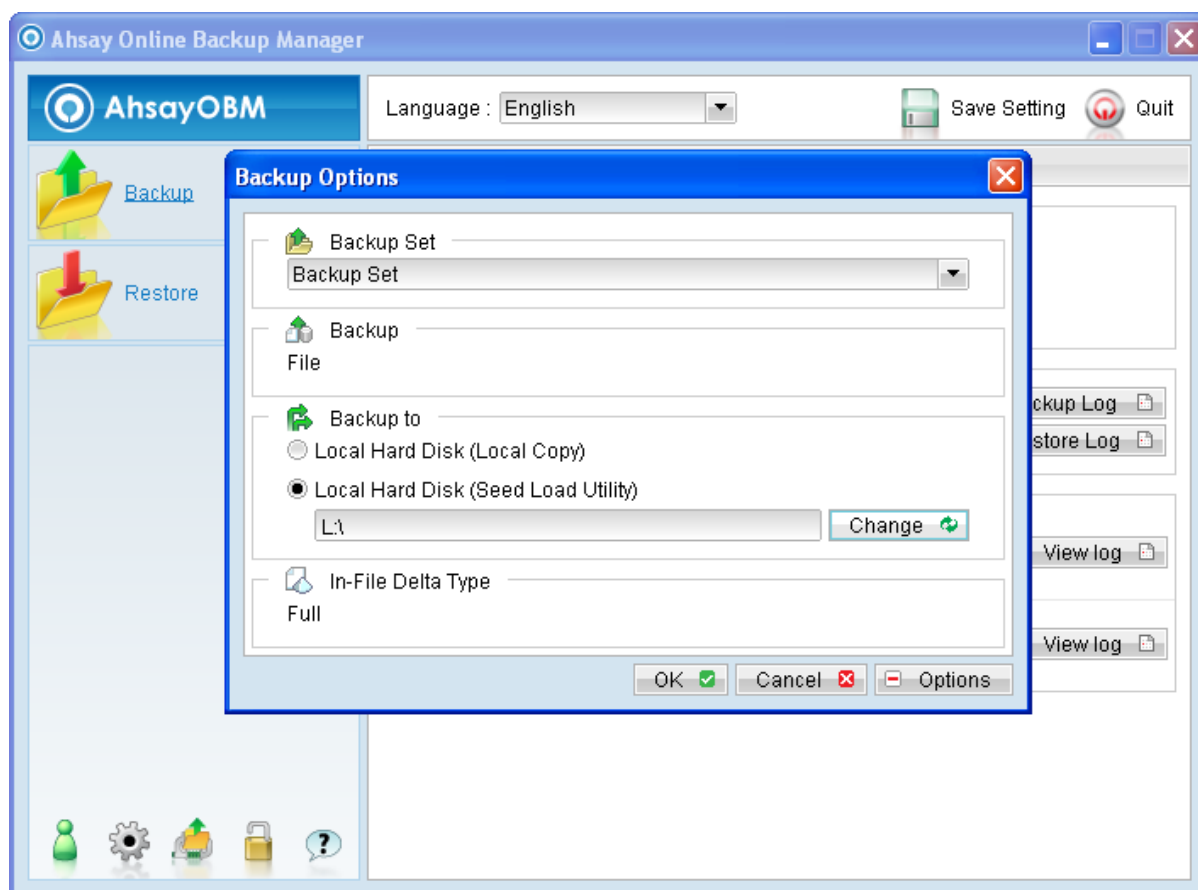 Ahsay Online Backup Manager
AhsayOBM
Language : English
Save Setting
Quit
Backup
Restore
Backup Options
Backup Set
Backup Set
Backup
File
Backup to
Local Hard Disk (Local Copy)
Local Hard Disk (Seed Load Utility)
L:\
Change
In-File Delta Type
Full
OK
Cancel
Options
ckup Log
store Log
View log
View log
?